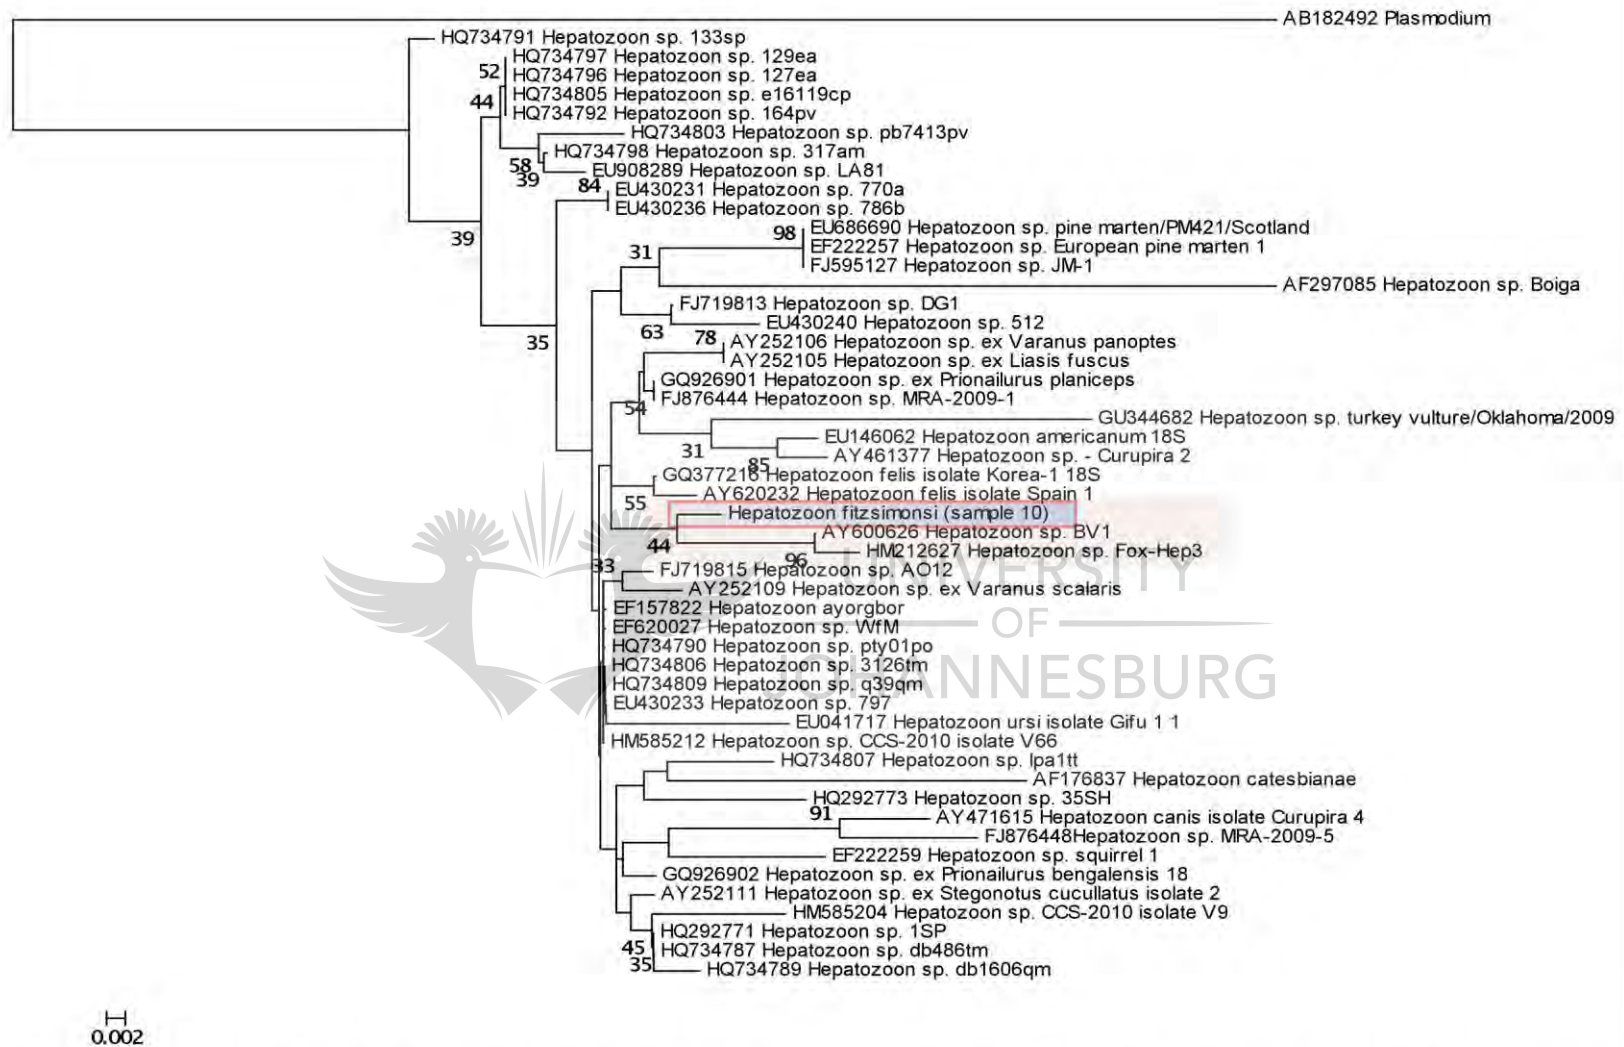 AB182492 Plasmodium
HQ734791 Hepatozoon sp. 133sp
HQ734797 Hepatozoon sp. 129ea
52
HQ734796 Hepatozoon sp. 127ea
HQ734805 Hepatozoon sp. e16119cp
44
HQ734792 Hepatozoon sp. 164pv
HQ734803 Hepatozoon sp. pb7413pv
HQ734798 Hepatozoon sp. 317am
58
EU908289 Hepatozoon sp. LA81
39
84
EU430231 Hepatozoon sp. 770a
EU430236 Hepatozoon sp. 786b
EU686690 Hepatozoon sp. pine marten/PM421/Scotland
98
39
EF222257 Hepatozoon sp. European pine marten 1
31
FJ595127 Hepatozoon sp. JM-1
AF297085 Hepatozoon sp. Boiga
FJ719813 Hepatozoon sp. DG1
EU430240 Hepatozoon sp. 512
63
78
35
AY252106 Hepatozoon sp. ex Varanus panoptes
AY252105 Hepatozoon sp. ex Liasis fuscus
GQ926901 Hepatozoon sp. ex Prionailurus planiceps
FJ876444 Hepatozoon sp. MRA-2009-1
54
GU344682 Hepatozoon sp. turkey vulture/Oklahoma/2009
EU146062 Hepatozoon americanum 18S
31
AY461377 Hepatozoon sp. - Curupira 2
85
GQ377216 Hepatozoon felis isolate Korea-1 18S
AY620232 Hepatozoon felis isolate Spain 1
55
Hepatozoon fitzsimonsi (sample 10)
AY600626 Hepatozoon sp. BV1
44
HM212627 Hepatozoon sp. Fox-Hep3
96
33
FJ719815 Hepatozoon sp. AO12
AY252109 Hepatozoon sp. ex Varanus scalaris
EF157822 Hepatozoon ayorgbor
EF620027 Hepatozoon sp. WfM
HQ734790 Hepatozoon sp. pty01po
HQ734806 Hepatozoon sp. 3126tm
HQ734809 Hepatozoon sp. q39qm
EU430233 Hepatozoon sp. 797
EU041717 Hepatozoon ursi isolate Gifu 1 1
HM585212 Hepatozoon sp. CCS-2010 isolate V66
HQ734807 Hepatozoon sp. lpa1tt
AF176837 Hepatozoon catesbianae
HQ292773 Hepatozoon sp. 35SH
91
AY471615 Hepatozoon canis isolate Curupira 4
FJ876448Hepatozoon sp. MRA-2009-5
EF222259 Hepatozoon sp. squirrel 1
GQ926902 Hepatozoon sp. ex Prionailurus bengalensis 18
AY252111 Hepatozoon sp. ex Stegonotus cucullatus isolate 2
HM585204 Hepatozoon sp. CCS-2010 isolate V9
HQ292771 Hepatozoon sp. 1SP
45
HQ734787 Hepatozoon sp. db486tm
35
HQ734789 Hepatozoon sp. db1606qm
0.002
UNIVERSITY
OF
JOHANNESBURG